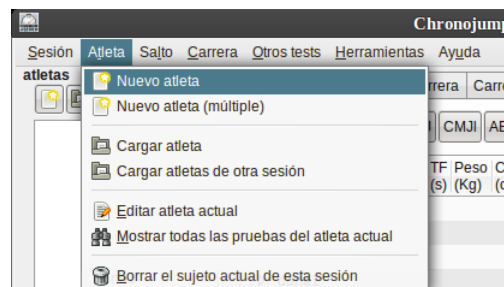 Chronojump
Sesión Atleta Salto Carrera Otros tests Herramientas Ayuda
atletas
Nuevo atleta
Nuevo atleta (múltiple)
Cargar atleta
Cargar atletas de otra sesión
Editar atleta actual
Mostrar todas las pruebas del atleta actual
Borrar el sujeto actual de esta sesión
rrera Carre
CMJl AB
TF Peso
(s) (Kg)